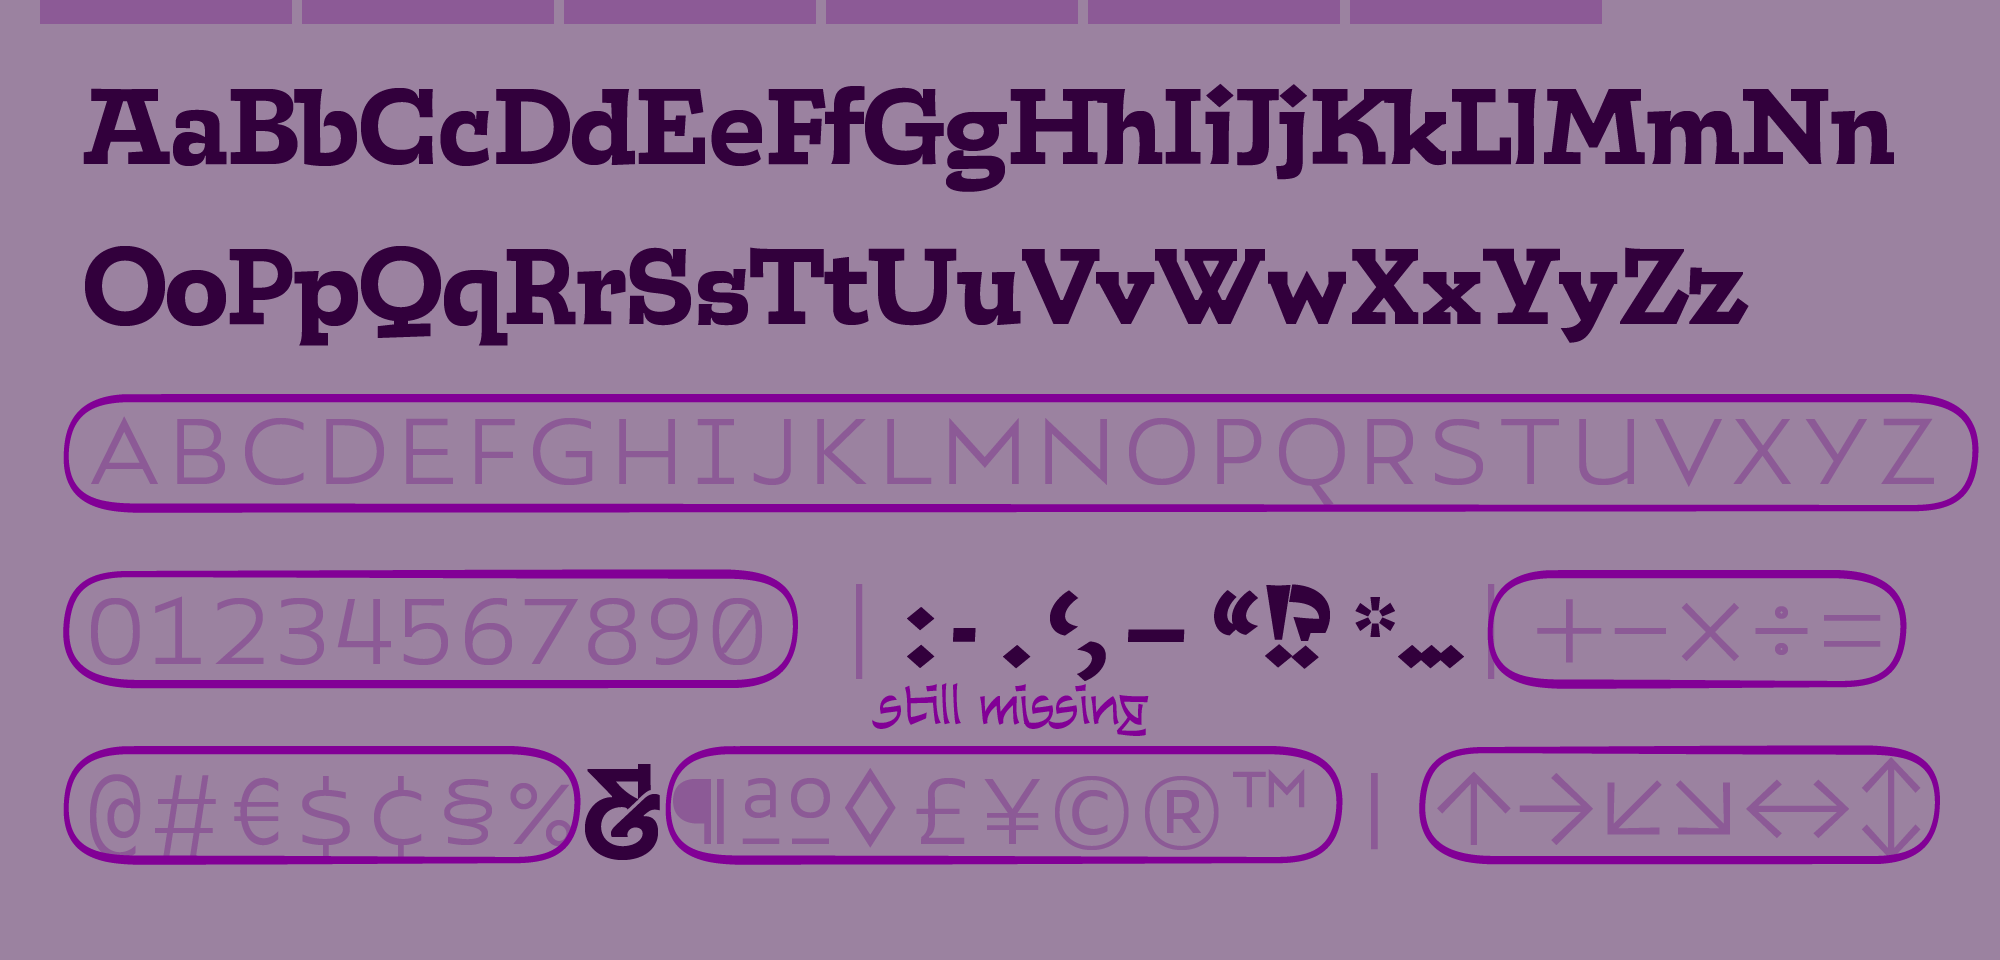 AaBbCcDdEeFfGgHhIiJjKkLlMmNn
OoPpQqRrSsTtUuVvWwXxYyZz
ABCDEFGHIJKLMNOPQRSTUVXYZ
01234567890 | :-.‘,–“!?*… | +−×÷=
still missing
@#€$¢§%&¶ªº◊£¥©®™ | ↑→↙↘↔↕